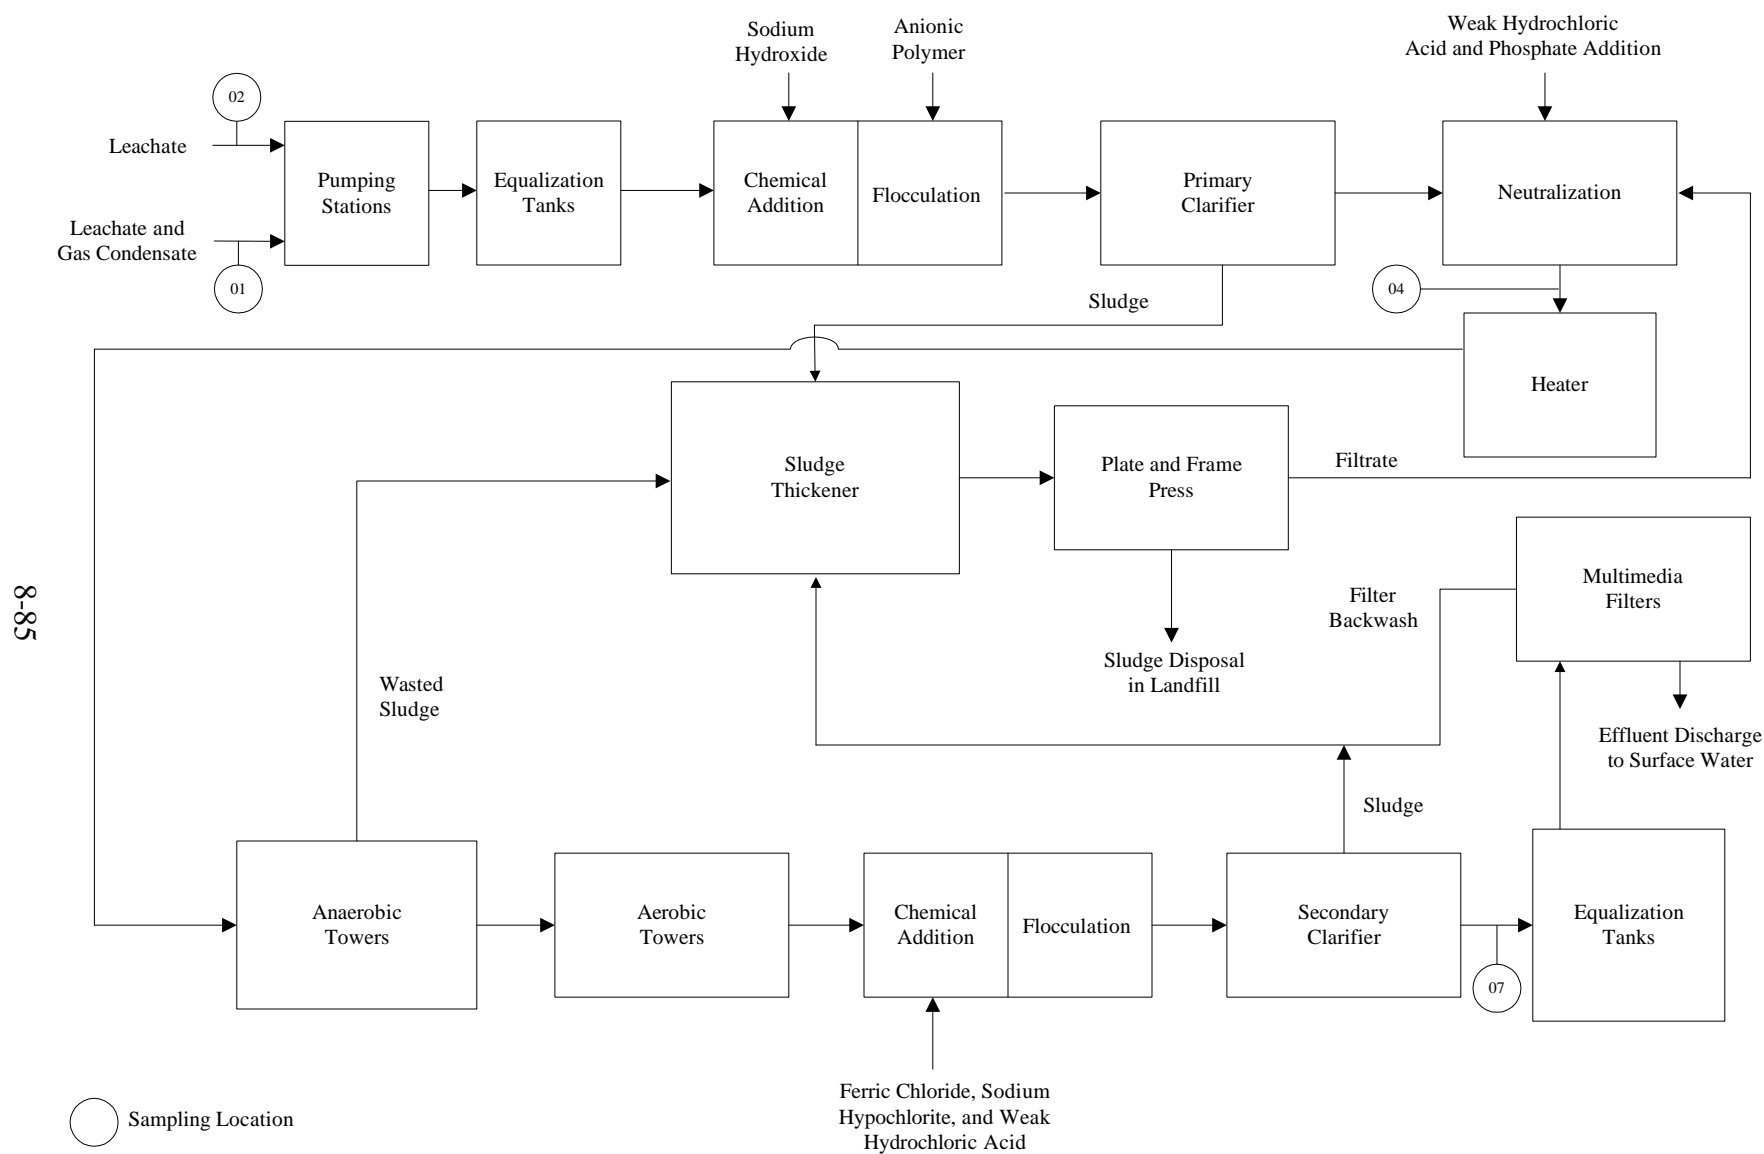 Sodium
Hydroxide
Anionic
Polymer
Weak Hydrochloric
Acid and Phosphate Addition
02
Leachate
Leachate and
Gas Condensate
01
Pumping
Stations
Equalization
Tanks
Chemical
Addition
Flocculation
Primary
Clarifier
Neutralization
Sludge
04
Heater
Sludge
Thickener
Plate and Frame
Press
Filtrate
Multimedia
Filters
Filter
Backwash
8-85
Sludge Disposal
in Landfill
Wasted
Sludge
Effluent Discharge
to Surface Water
Sludge
Anaerobic
Towers
Aerobic
Towers
Chemical
Addition
Flocculation
Secondary
Clarifier
Equalization
Tanks
07
Ferric Chloride, Sodium
Hypochlorite, and Weak
Hydrochloric Acid
Sampling Location